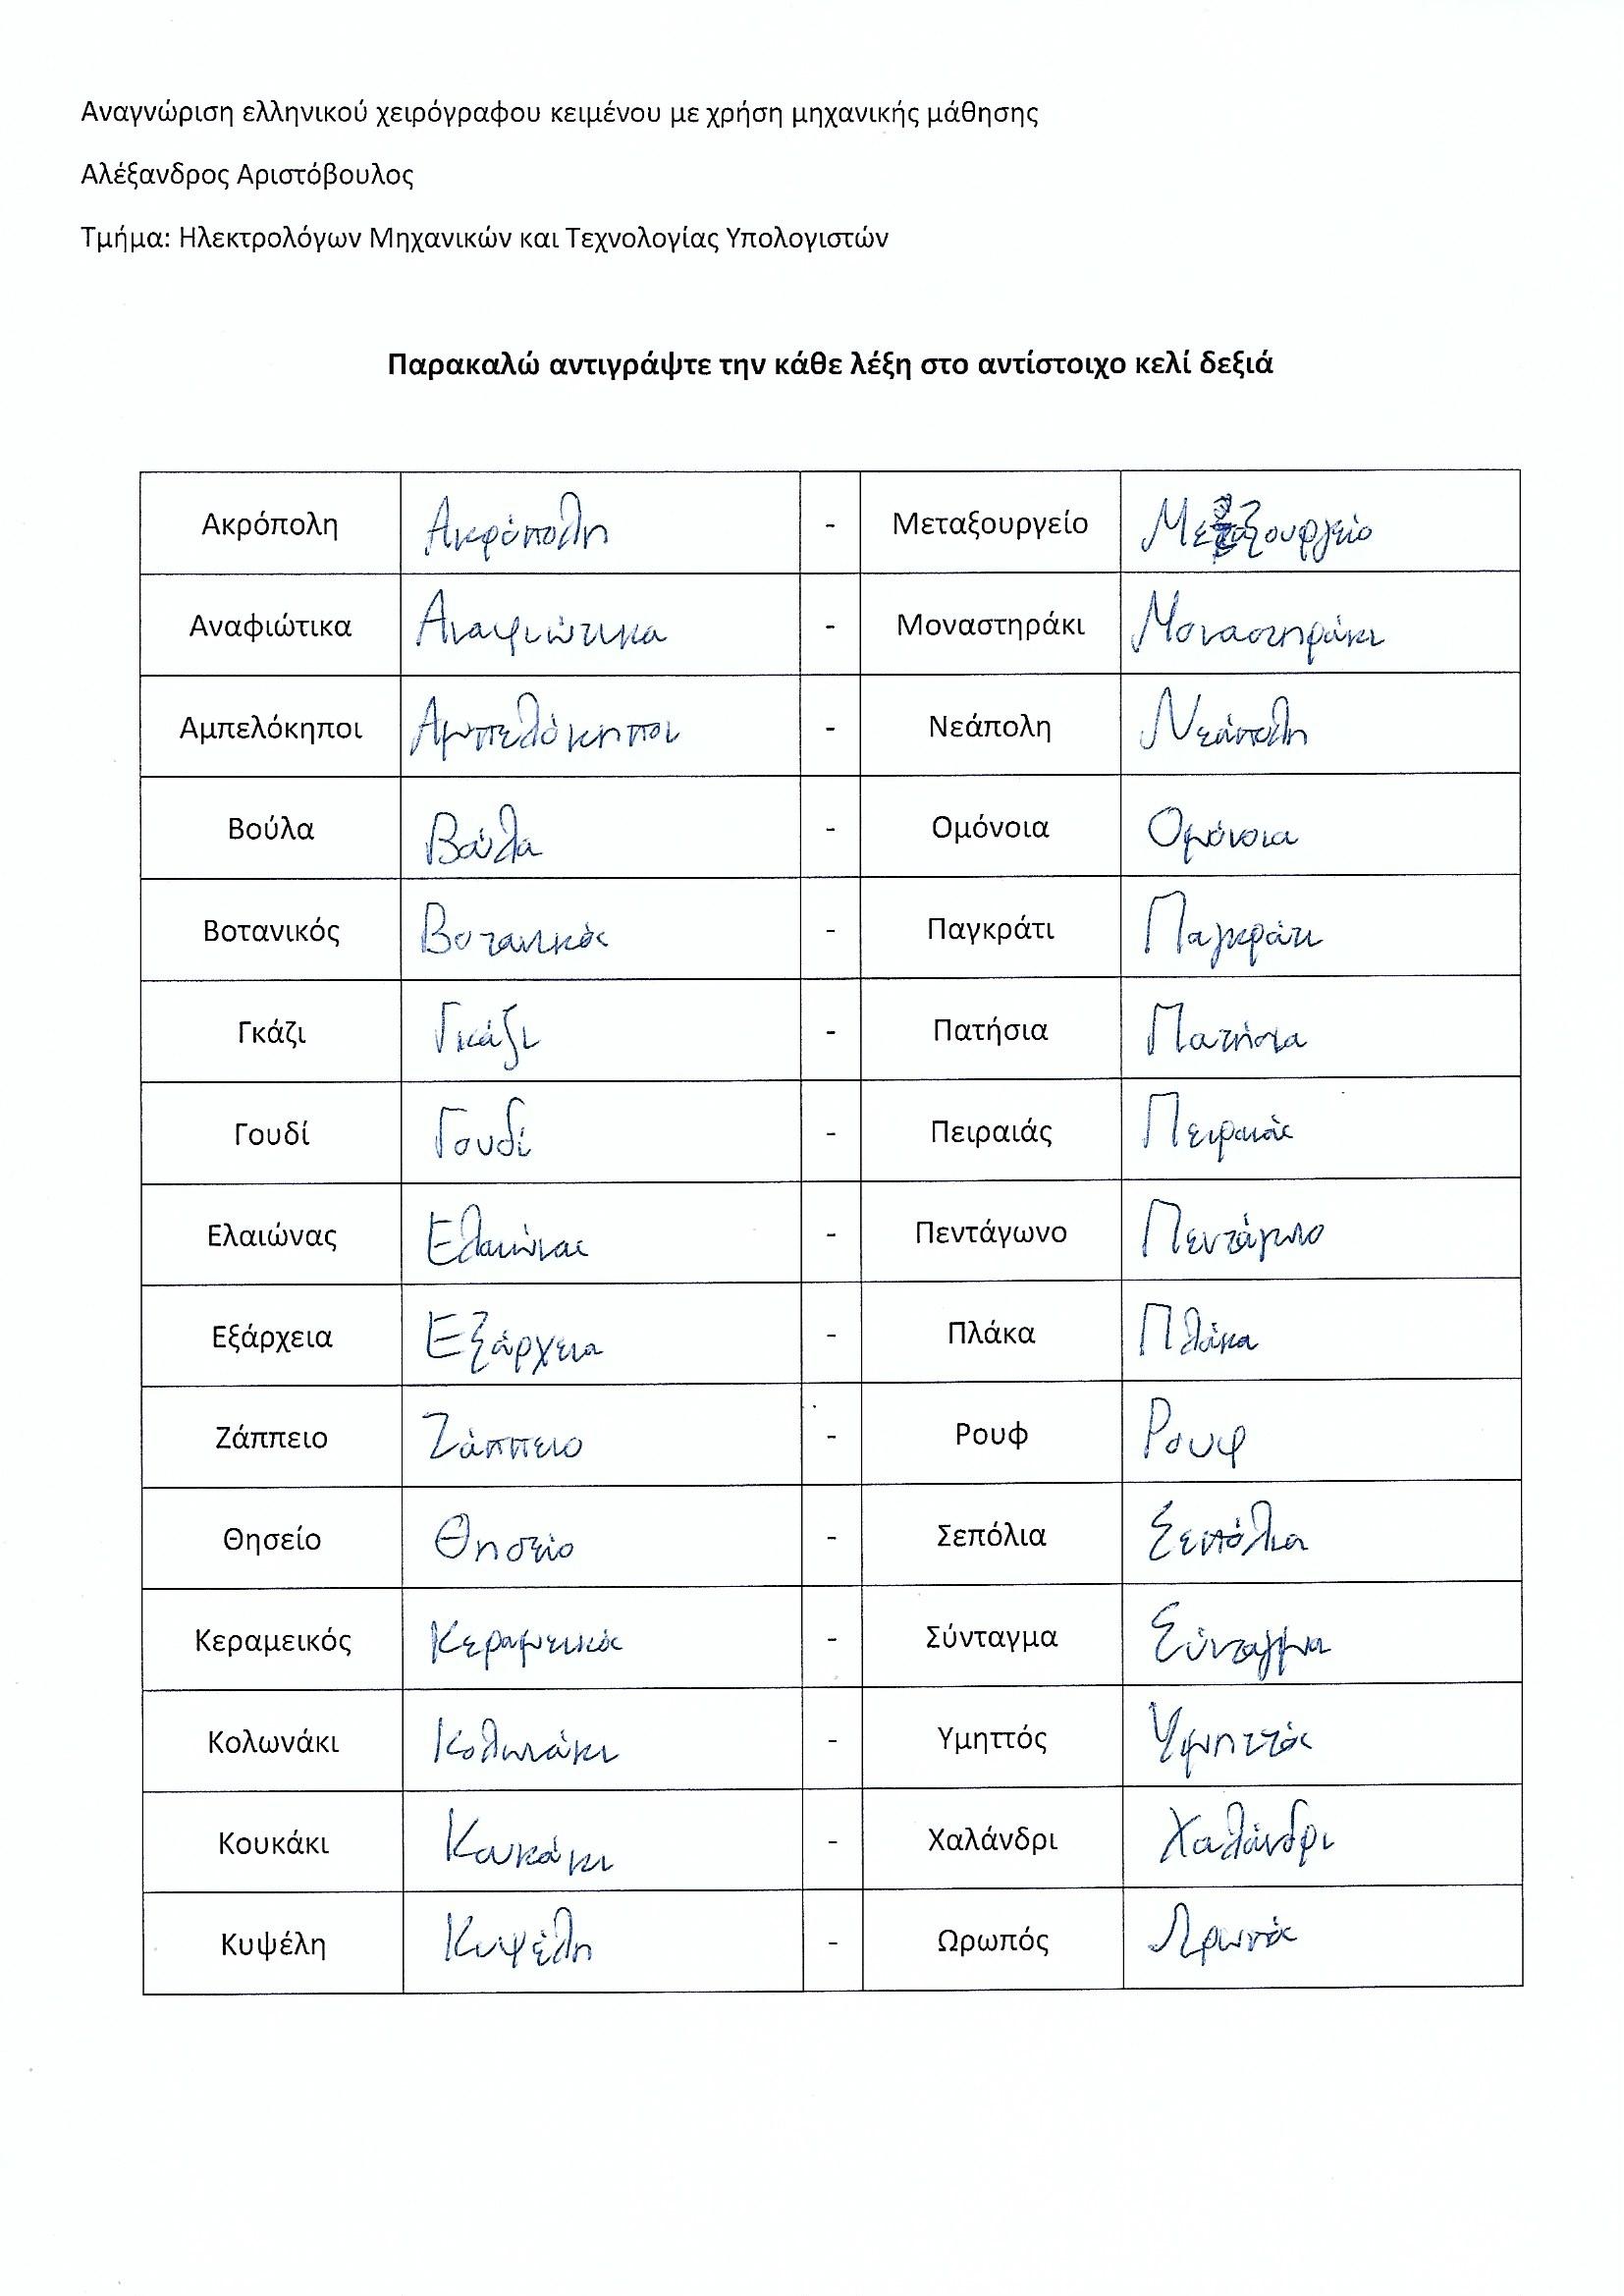 Αναγνώριση ελληνικού χειρόγραφου κειμένου με χρήση μηχανικής μάθησης
Αλέξανδρος Αριστόβουλος
Τμήμα: Ηλεκτρολόγων Μηχανικών και Τεχνολογίας Υπολογιστών
Παρακαλώ αντιγράψτε την κάθε λέξη στο αντίστοιχο κελί δεξιά
Ακρόπολη Ακρόπολη - Μεταξουργείο Μεταξουργείο
Αναφιώτικα Αναφιώτικα - Μοναστηράκι Μοναστηράκι
Αμπελόκηποι Αμπελόκηποι - Νεάπολη Νεάπολη
Βούλα Βούλα - Ομόνοια Ομόνοια
Βοτανικός Βοτανικός - Παγκράτι Παγκράτι
Γκάζι Γκάζι - Πατήσια Πατήσια
Γουδί Γουδί - Πειραιάς Πειραιάς
Ελαιώνας Ελαιώνας - Πεντάγωνο Πεντάγωνο
Εξάρχεια Εξάρχεια - Πλάκα Πλάκα
Ζάππειο Ζάππειο - Ρουφ Ρουφ
Θησείο Θησείο - Σεπόλια Σεπόλια
Κεραμεικός Κεραμεικός - Σύνταγμα Σύνταγμα
Κολωνάκι Κολωνάκι - Υμηττός Υμηττός
Κουκάκι Κουκάκι - Χαλάνδρι Χαλάνδρι
Κυψέλη Κυψέλη - Ωρωπός Ωρωπός